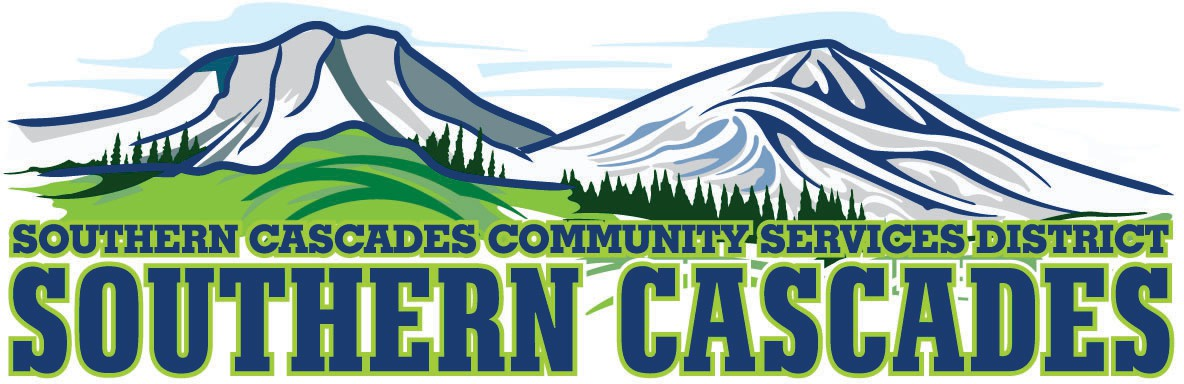 SOUTHERN CASCADES COMMUNITY SERVICES DISTRICT
SOUTHERN CASCADES